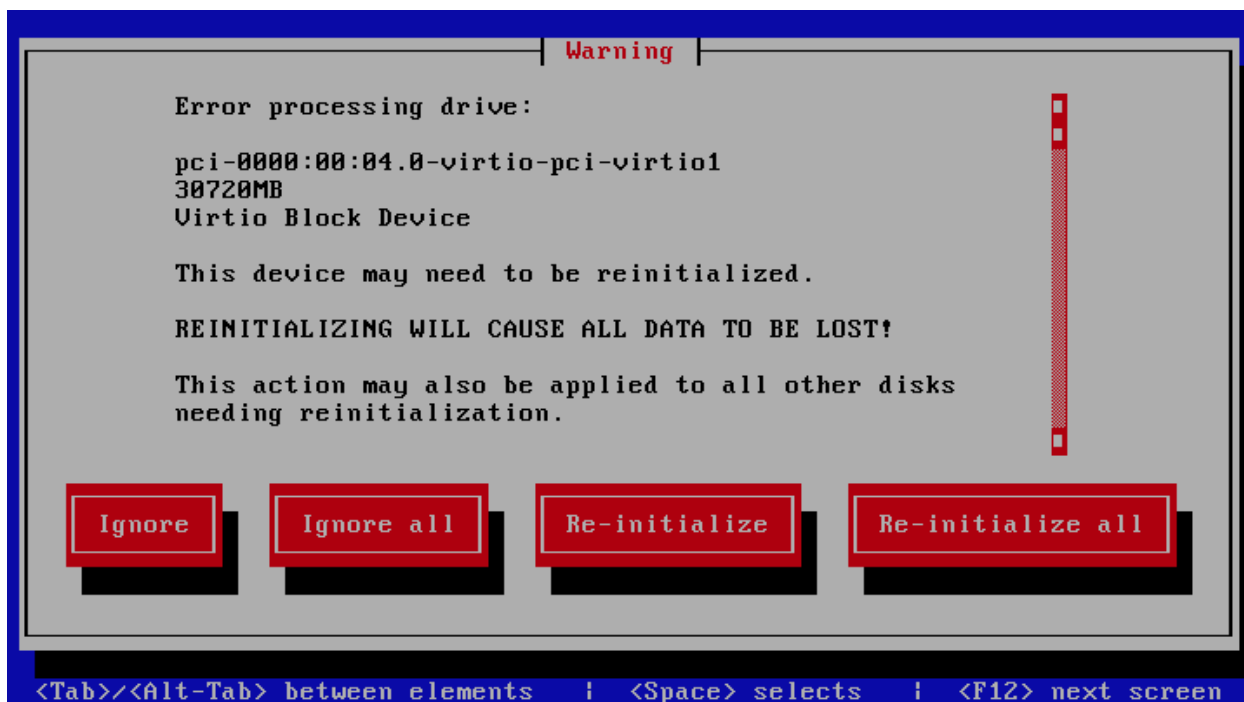 Warning
Error processing drive:
pci-0000:00:04.0-virtio-pci-virtio1
30720MB
Virtio Block Device
This device may need to be reinitialized.
REINITIALIZING WILL CAUSE ALL DATA TO BE LOST!
This action may also be applied to all other disks
needing reinitialization.
Ignore
Ignore all
Re-initialize
Re-initialize all
<Tab>/<Alt-Tab> between elements | <Space> selects | <F12> next screen